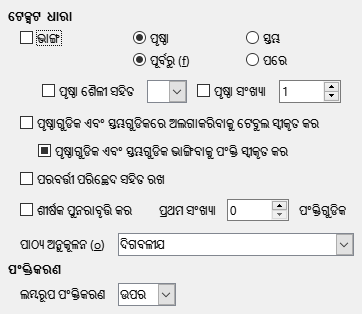 ଟେକ୍ସଟ ଧାରା
ଭାଙ୍ଗ ପୃଷ୍ଠା ସ୍ତମ୍ଭ
ପୂର୍ବରୁ (f) ପରେ
ପୃଷ୍ଠା ଶୈଳୀ ସହିତ ପୃଷ୍ଠା ସଂଖ୍ୟା 1
ପୃଷ୍ଠାଗୁଡିକ ଏବଂ ସ୍ତମ୍ଭଗୁଡିକରେ ଅଲଗାକରିବାକୁ ଟେବୁଲ ସ୍ବୀକୃତ କର
ପୃଷ୍ଠାଗୁଡିକ ଏବଂ ସ୍ତମ୍ଭଗୁଡିକ ଭାଙ୍ଗିବାକୁ ପଂକ୍ତି ସ୍ବୀକୃତ କର
ପରବର୍ତ୍ତୀ ପରିଛେଦ ସହିତ ରଖ
ଶୀର୍ଷକ ପୁନରାବୃତ୍ତି କର ପ୍ରଥମ ସଂଖ୍ୟା 0 ପଂକ୍ତିଗୁଡିକ
ପାଠ୍ୟ ଅନୁକୂଳନ (o) ଦିଗବଳୀଯ
ପଂକ୍ତିକରଣ
ଲମ୍ବରୂପ ପଂକ୍ତିକରଣ ଉପର